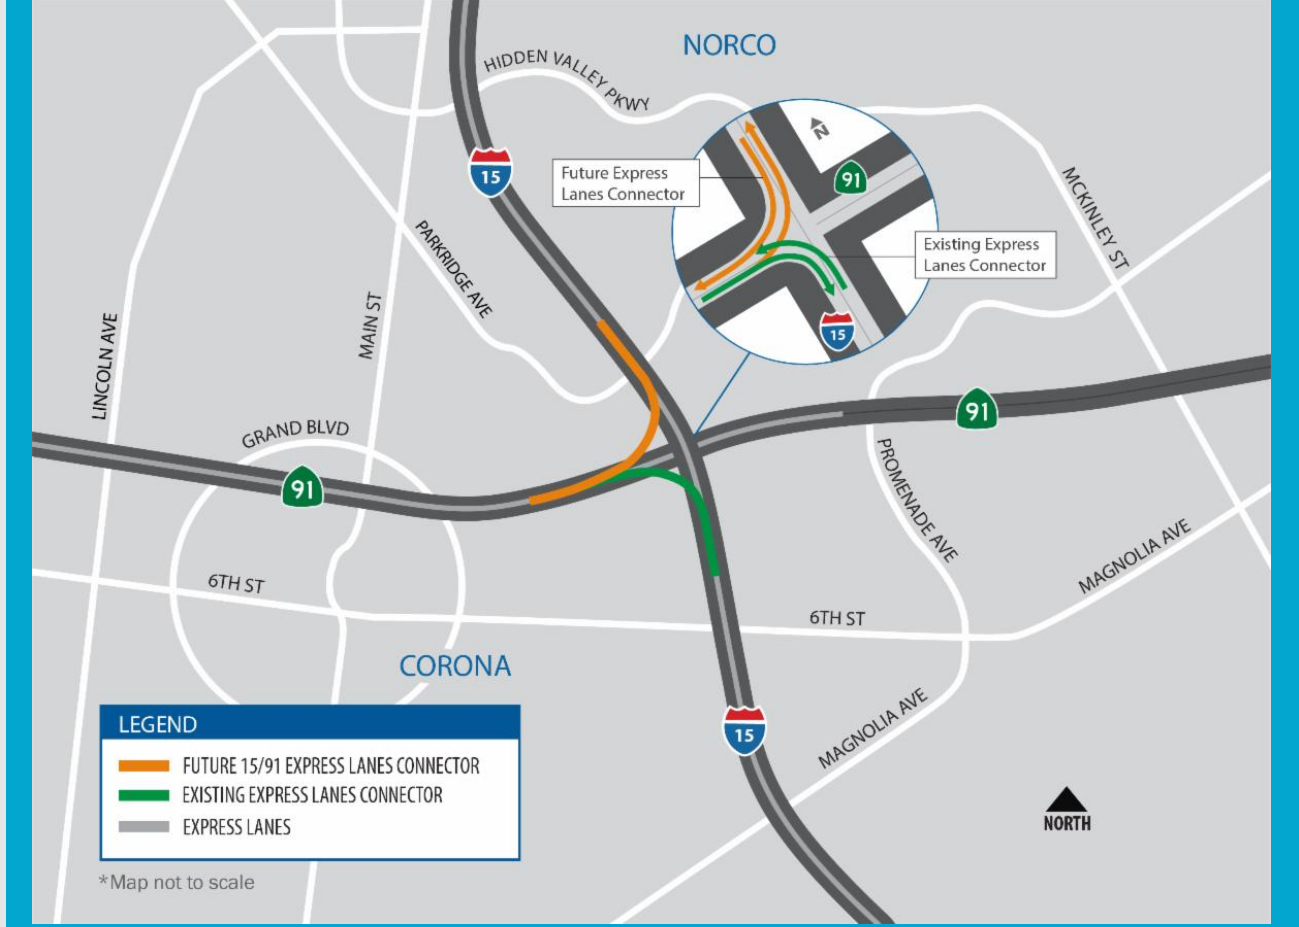 NORCO
HIDDEN VALLEY PKWY
N
91
Future Express
Lanes Connector
15
MCKINLEY ST
PARKRIDGE AVE
Existing Express
Lanes Connector
15
MAIN ST
LINCOLN AVE
91
GRAND BLVD
91
PROMENADE AVE
MAGNOLIA AVE
6TH ST
6TH ST
CORONA
MAGNOLIA AVE
15
LEGEND
FUTURE 15/91 EXPRESS LANES CONNECTOR
EXISTING EXPRESS LANES CONNECTOR
EXPRESS LANES
NORTH
*Map not to scale